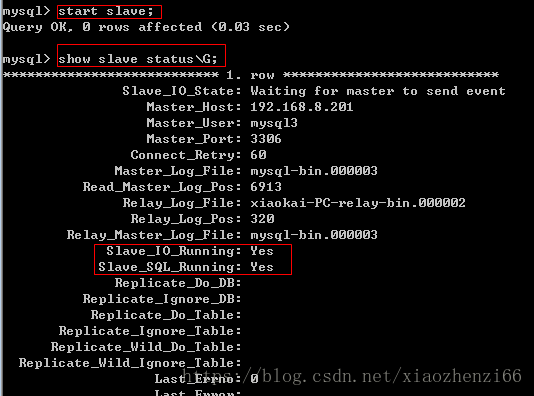 mysql> start slave;
Query OK, 0 rows affected (0.03 sec)
mysql> show slave status\G;
*************************** 1. row ***************************
Slave_IO_State: Waiting for master to send event
Master_Host: 192.168.8.201
Master_User: mysql3
Master_Port: 3306
Connect_Retry: 60
Master_Log_File: mysql-bin.000003
Read_Master_Log_Pos: 6913
Relay_Log_File: xiaokai-PC-relay-bin.000002
Relay_Log_Pos: 320
Relay_Master_Log_File: mysql-bin.000003
Slave_IO_Running: Yes
Slave_SQL_Running: Yes
Replicate_Do_DB:
Replicate_Ignore_DB:
Replicate_Do_Table:
Replicate_Ignore_Table:
Replicate_Wild_Do_Table:
Replicate_Wild_Ignore_Table:
https://blog.csdn.net/xiaozhenzi66
Last_Errno: 0
Last_Error: